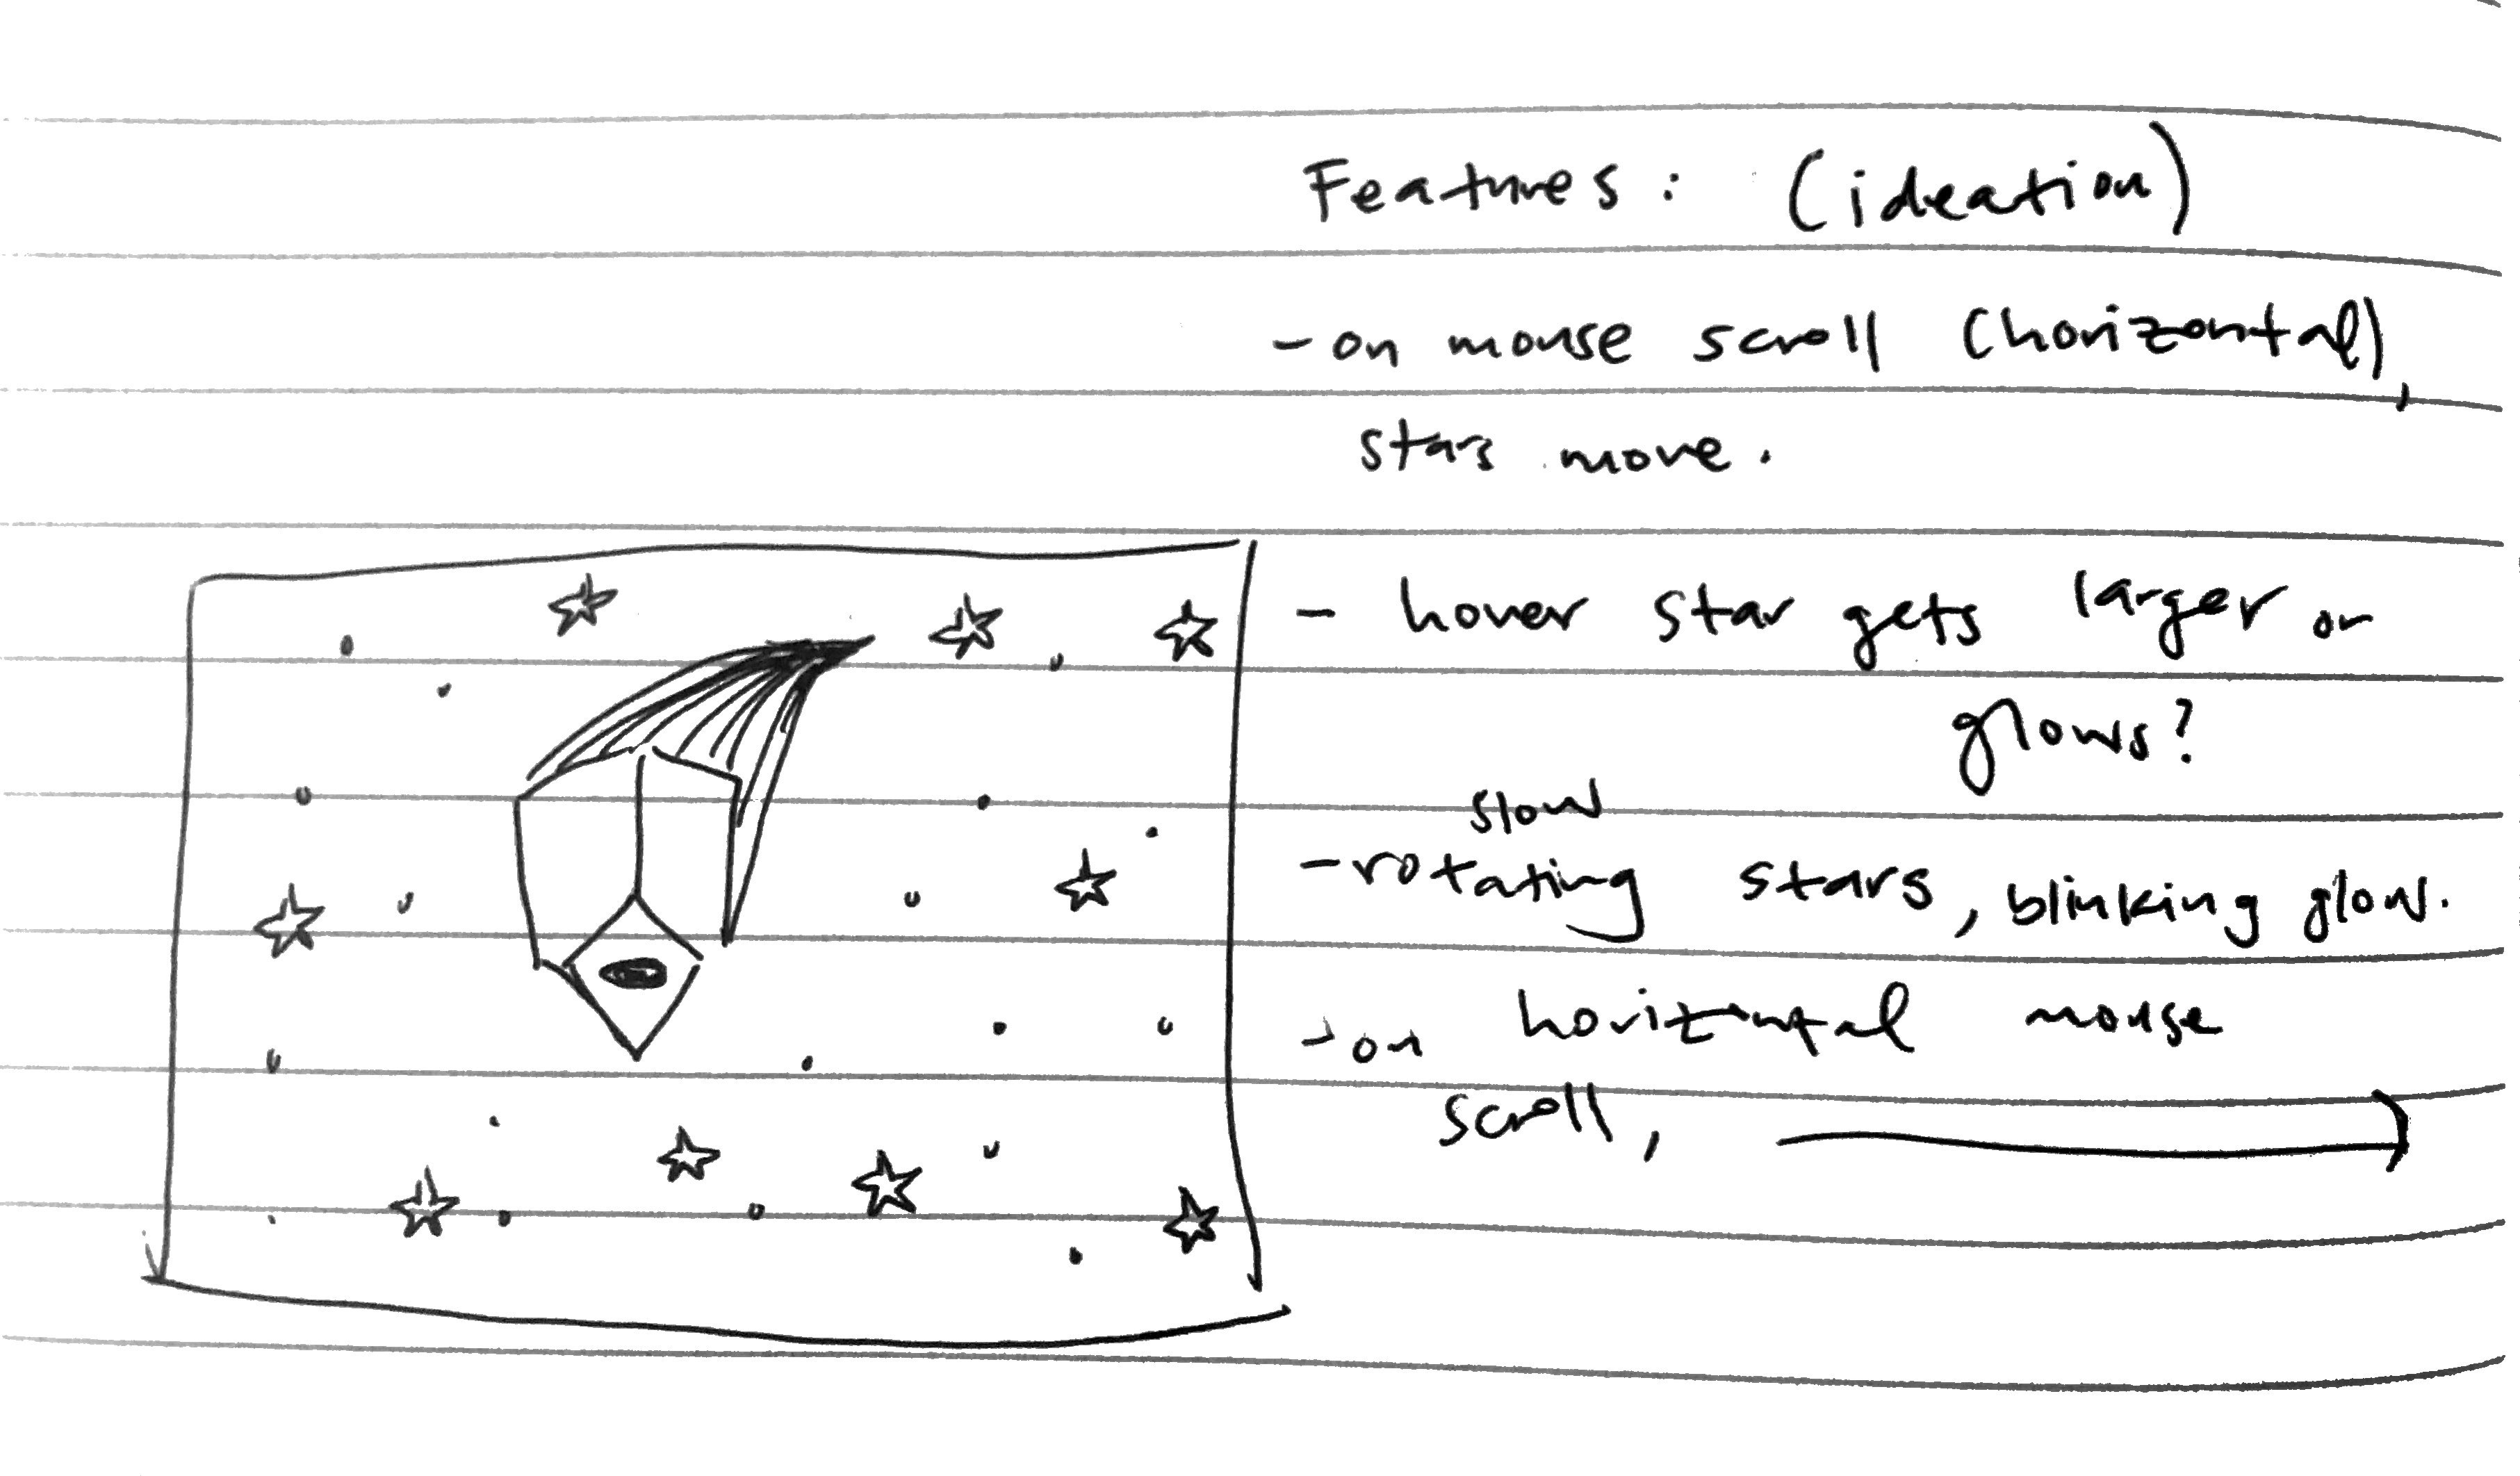 Features: (ideation)
- on mouse scroll (horizontal),
stars move.
- hover star gets larger or
glows?
slow
- rotating stars, blinking glow.
- on horizontal mouse
scroll,